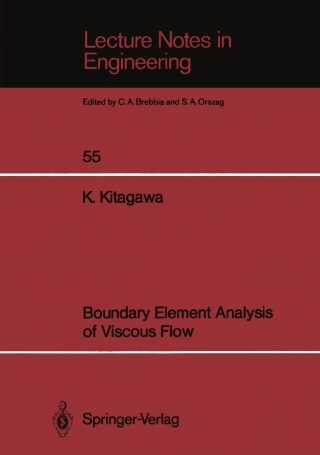 Lecture Notes in
Engineering
Edited by C. A. Brebbia and S. A. Orszag
55
K. Kitagawa
Boundary Element Analysis
of Viscous Flow
Springer-Verlag